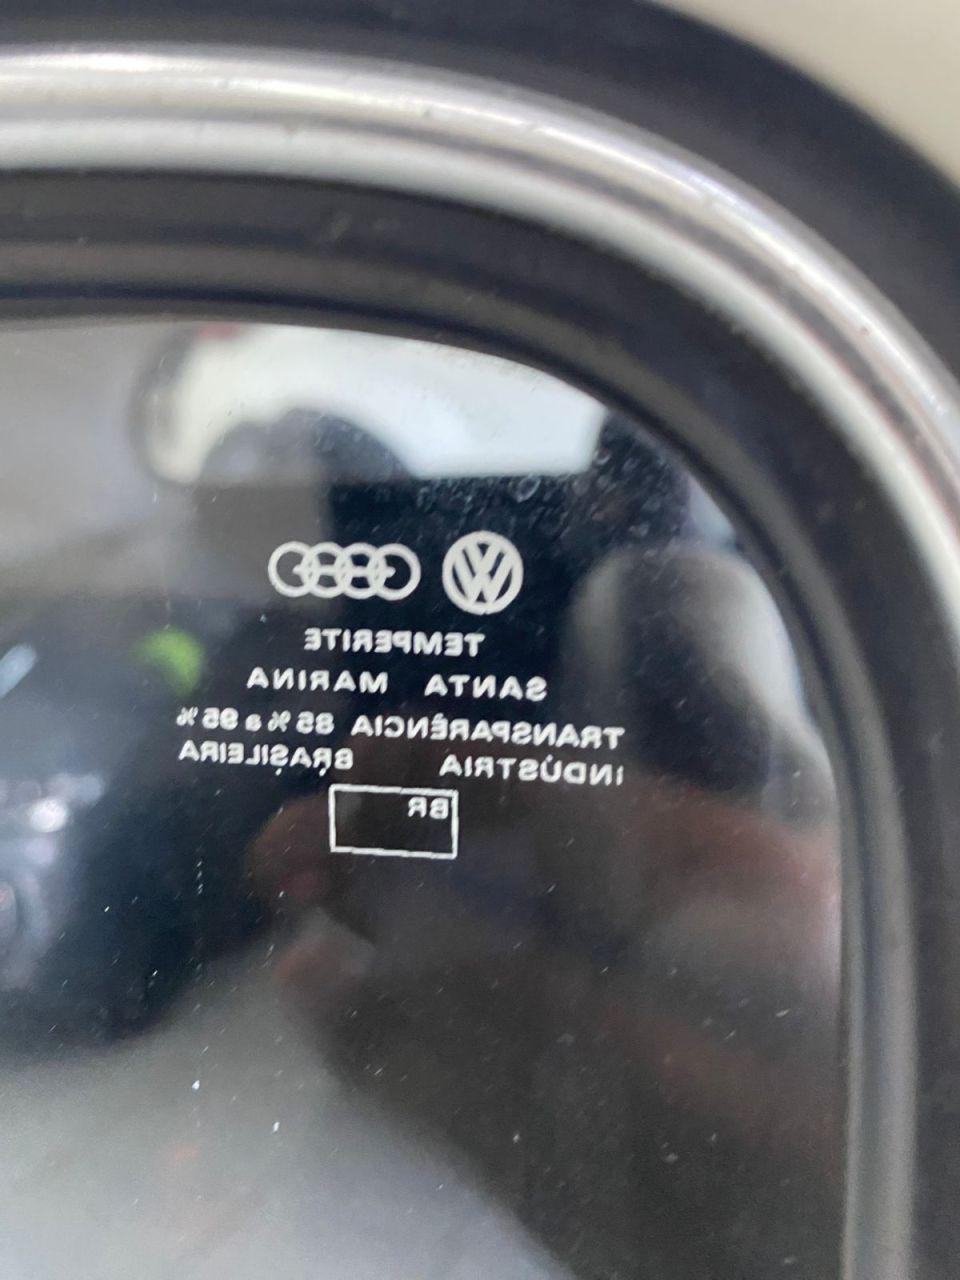 TEMPERITE
SANTA MARINA
TRANSPARÊNCIA 85% a 95%
INDÚSTRIA BRASILEIRA
BR